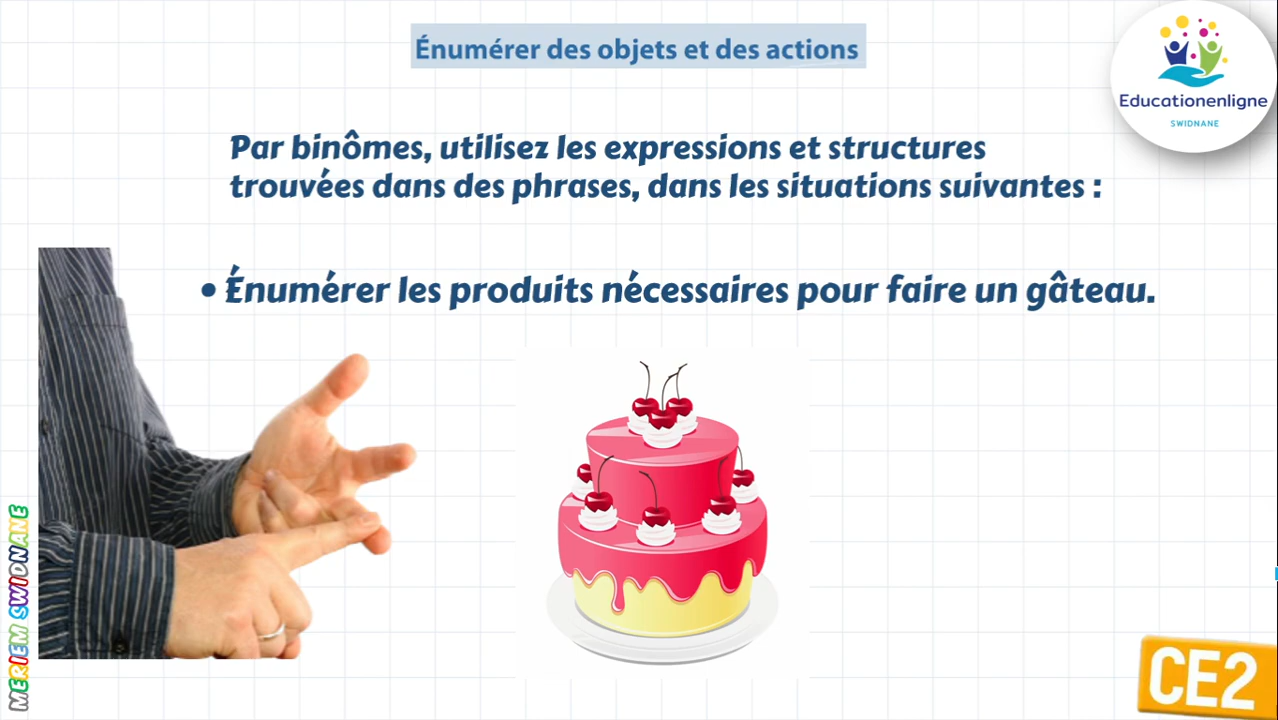 Énumérer des objets et des actions
Educationenligne
SWIDNANE
Par binômes, utilisez les expressions et structures
trouvées dans des phrases, dans les situations suivantes :
• Énumérer les produits nécessaires pour faire un gâteau.
MERIEM SWIDNANE
CE2